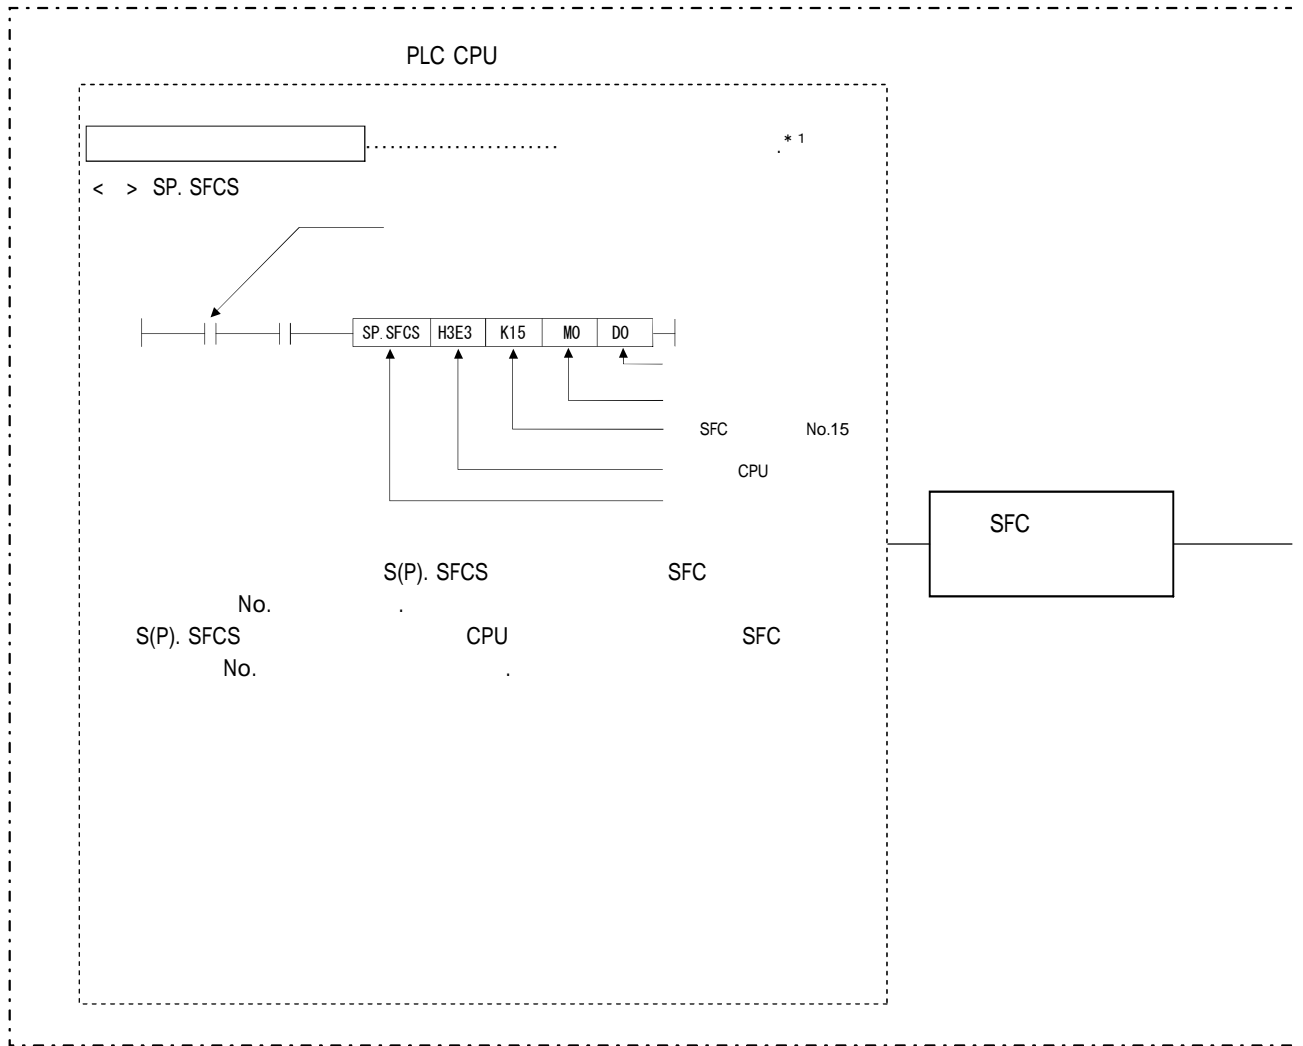 PLC CPU
. * 1
< > SP. SFCS
SP.SFCS H3E3 K15 M0 D0
SFC No.15
CPU
SFC
S(P). SFCS SFC
No. .
S(P). SFCS CPU SFC
No. .